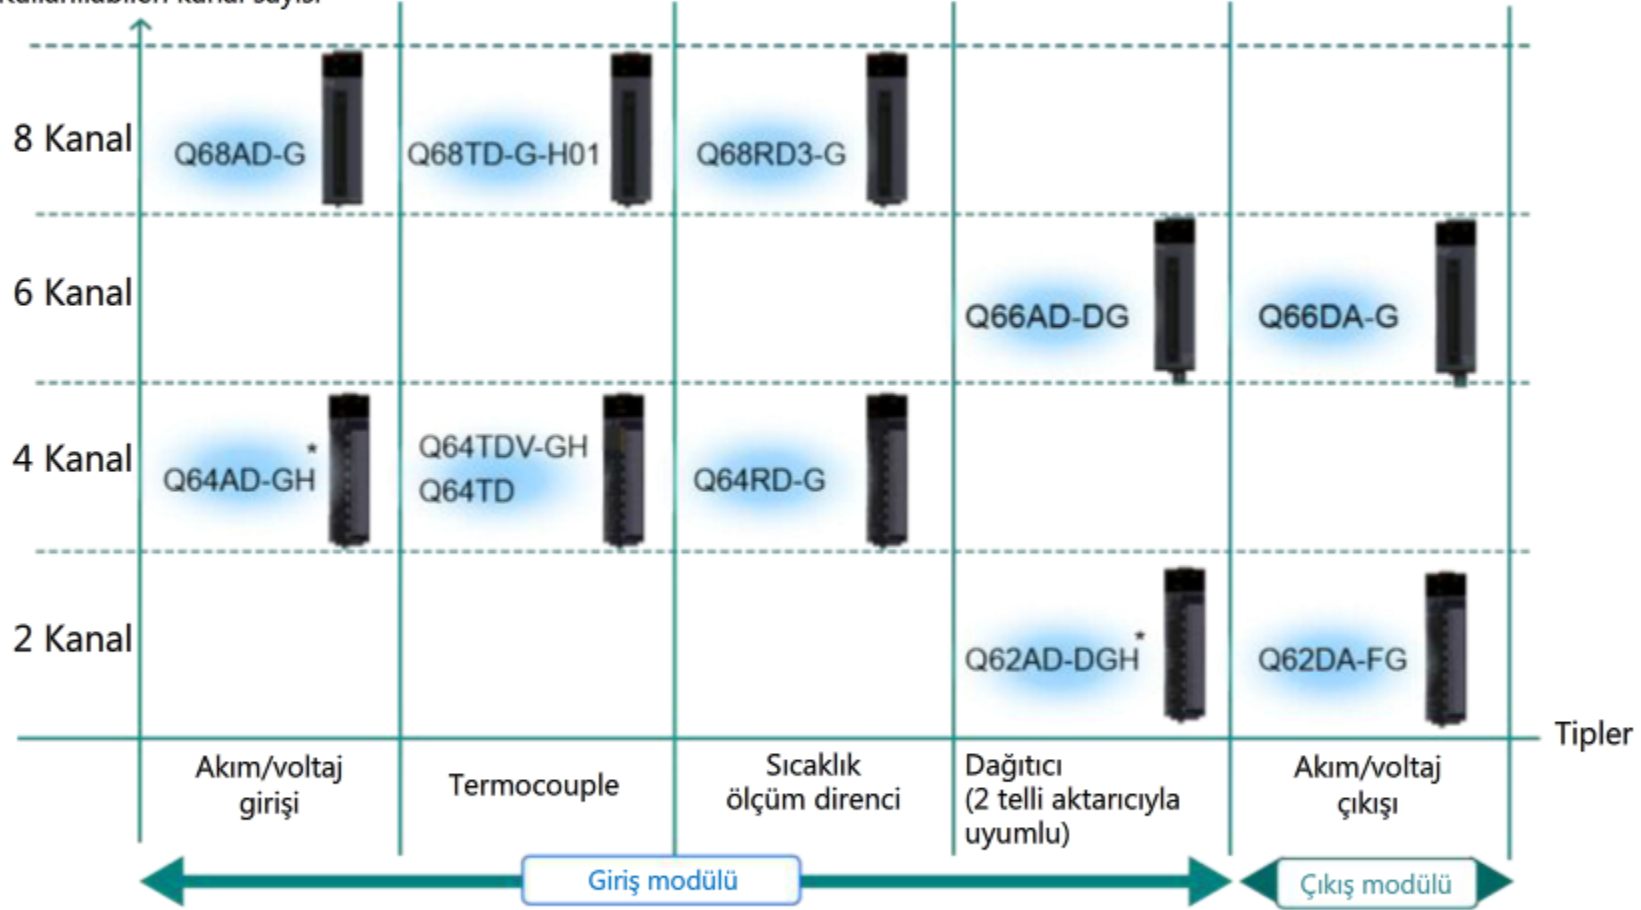 8 Kanal
Q68AD-G
Q68TD-G-H01
Q68RD3-G
6 Kanal
Q66AD-DG
Q66DA-G
4 Kanal
Q64AD-GH*
Q64TDV-GH
Q64TD
Q64RD-G
2 Kanal
Q62AD-DGH*
Q62DA-FG
Tipler
Akım/voltaj
girişi
Termocouple
Sıcaklık
ölçüm direnci
Dağıtıcı
(2 telli aktarıcıyla
uyumlu)
Akım/voltaj
çıkışı
Giriş modülü
Çıkış modülü